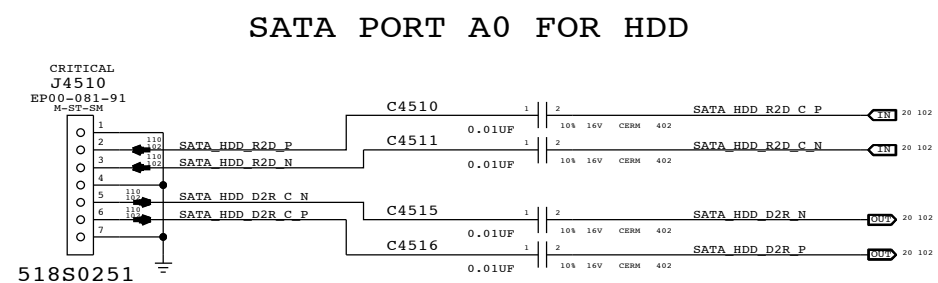 SATA PORT A0 FOR HDD
CRITICAL
J4510
EP00-081-91
M-ST-SM
1
2
3
4
5
6
7
518S0251
110
102
SATA_HDD_R2D_P
110
102
SATA_HDD_R2D_N
110
102
SATA_HDD_D2R_C_N
110
102
SATA_HDD_D2R_C_P
C4510
1 2
0.01UF 10% 16V CERM 402
SATA_HDD_R2D_C_P
IN 20 102
C4511
1 2
0.01UF 10% 16V CERM 402
SATA_HDD_R2D_C_N
IN 20 102
C4515
1 2
0.01UF 10% 16V CERM 402
SATA_HDD_D2R_N
OUT 20 102
C4516
1 2
0.01UF 10% 16V CERM 402
SATA_HDD_D2R_P
OUT 20 102